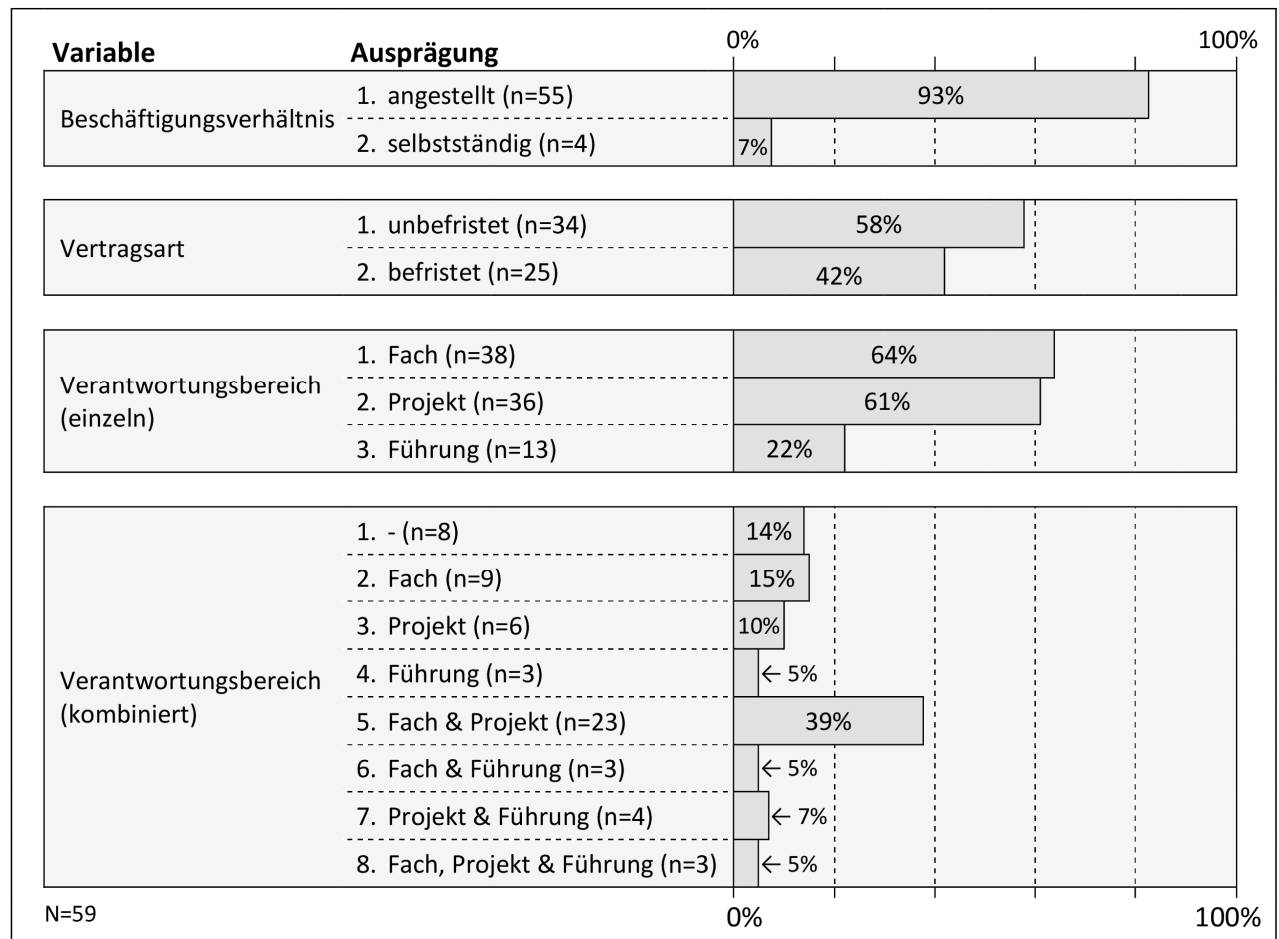 0% 100%
Variable Ausprägung
Beschäftigungsverhältnis
1. angestellt (n=55) 93%
2. selbstständig (n=4) 7%
Vertragsart
1. unbefristet (n=34) 58%
2. befristet (n=25) 42%
Verantwortungsbereich
(einzeln)
1. Fach (n=38) 64%
2. Projekt (n=36) 61%
3. Führung (n=13) 22%
Verantwortungsbereich
(kombiniert)
1. - (n=8) 14%
2. Fach (n=9) 15%
3. Projekt (n=6) 10%
4. Führung (n=3) ← 5%
5. Fach & Projekt (n=23) 39%
6. Fach & Führung (n=3) ← 5%
7. Projekt & Führung (n=4) ← 7%
8. Fach, Projekt & Führung (n=3) ← 5%
N=59 0% 100%